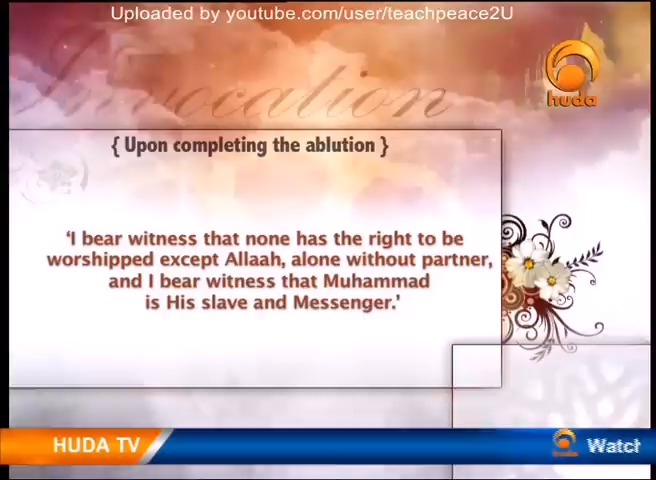 Uploaded by youtube.com/user/teachpeace2U
Invocation
huda
{ Upon completing the ablution }
‘I bear witness that none has the right to be
worshipped except Allaah, alone without partner,
and I bear witness that Muhammad
is His slave and Messenger.’
HUDA TV
huda
Watch